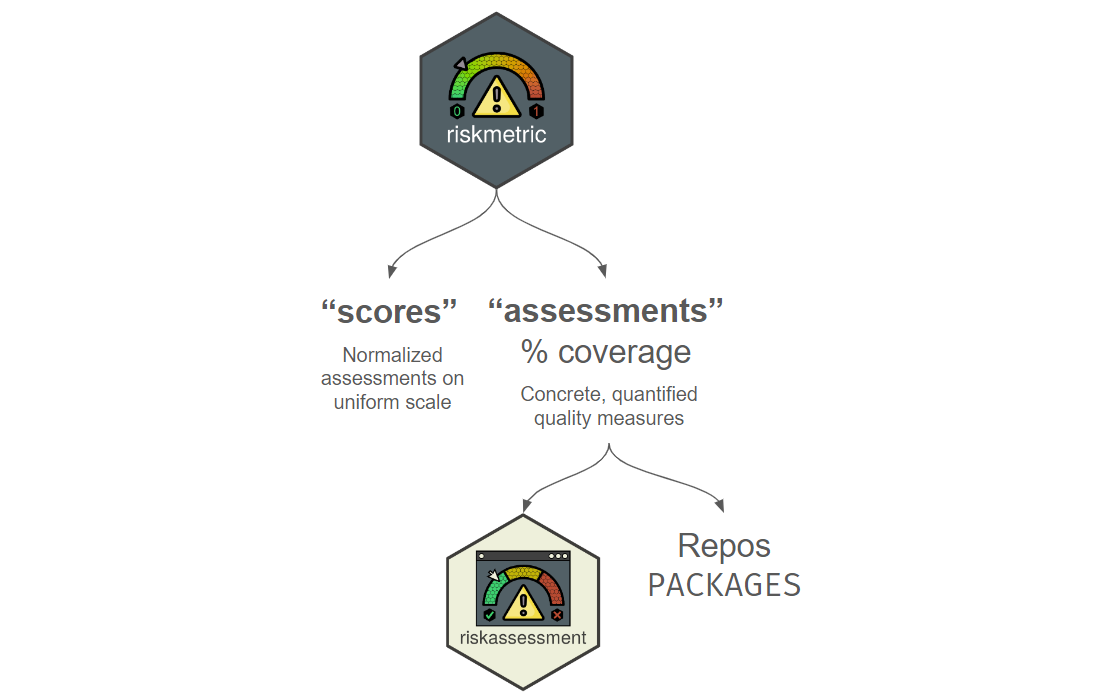 0
1
riskmetric
“scores”
Normalized
assessments on
uniform scale
“assessments”
% coverage
Concrete, quantified
quality measures
riskassessment
Repos
PACKAGES